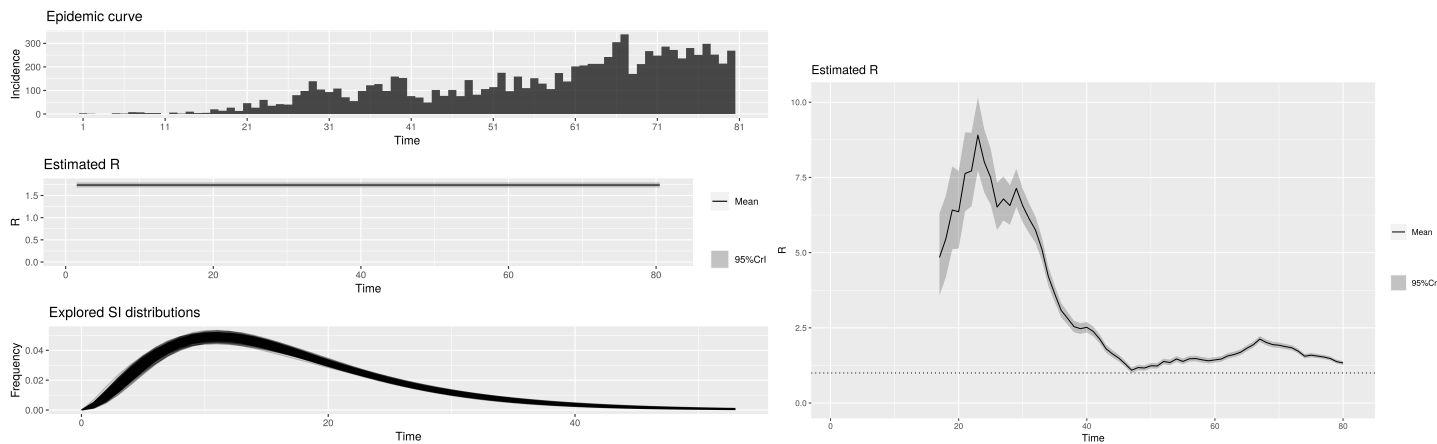 Epidemic curve
Incidence
300
200
100
0
1 11 21 31 41 51 61 71 81
Time
Estimated R
R
1.5
1.0
0.5
0.0
0 20 40 60 80
Time
Mean
95%CrI
Explored SI distributions
Frequency
0.04
0.02
0.00
0 20 40
Time
Estimated R
R
10.0
7.5
5.0
2.5
0.0
0 20 40 60 80
Time
Mean
95%Cr